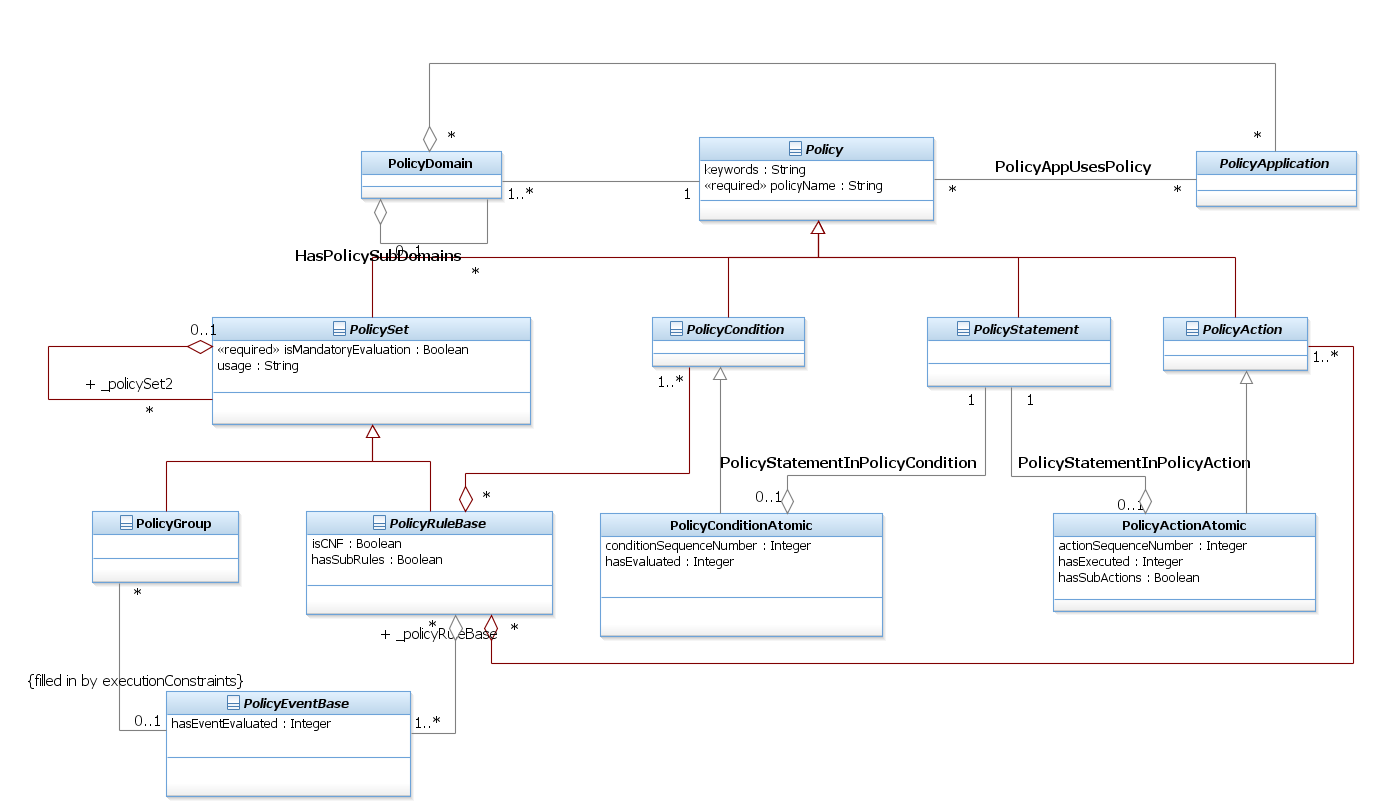 *
*
PolicyDomain
Policy
keywords : String
«required» policyName : String
PolicyAppUsesPolicy
PolicyApplication
1..*
1
*
*
0..1
HasPolicySubDomains
*
PolicySet
«required» isMandatoryEvaluation : Boolean
usage : String
0..1
+ _policySet2
*
PolicyCondition
1..*
PolicyStatement
1
1
PolicyAction
1..*
PolicyStatementInPolicyCondition
0..1
PolicyStatementInPolicyAction
0..1
*
PolicyGroup
*
PolicyRuleBase
isCNF : Boolean
hasSubRules : Boolean
*
+ _policyRuleBase
*
PolicyConditionAtomic
conditionSequenceNumber : Integer
hasEvaluated : Integer
PolicyActionAtomic
actionSequenceNumber : Integer
hasExecuted : Integer
hasSubActions : Boolean
{filled in by executionConstraints}
0..1
PolicyEventBase
hasEventEvaluated : Integer
1..*